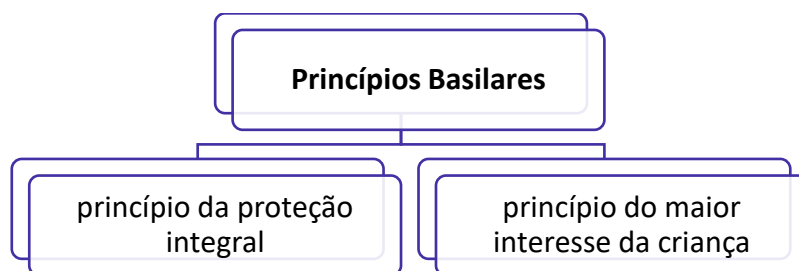 Princípios Basilares
princípio da proteção
integral
princípio do maior
interesse da criança